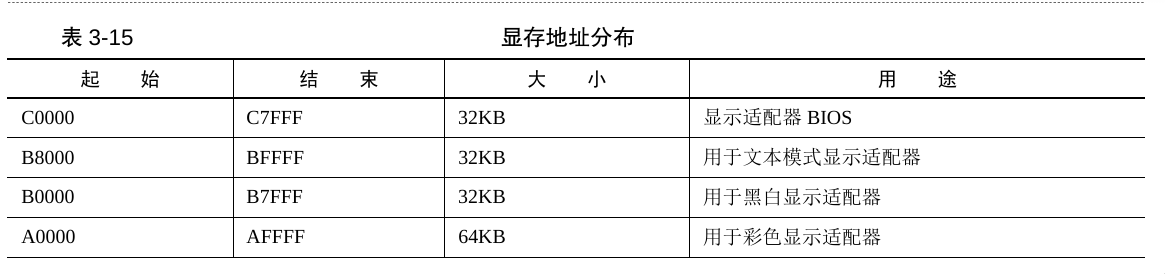 表 3-15 显存地址分布
起 始 结 束 大 小 用 途
C0000 C7FFF 32KB 显示适配器 BIOS
B8000 BFFFF 32KB 用于文本模式显示适配器
B0000 B7FFF 32KB 用于黑白显示适配器
A0000 AFFFF 64KB 用于彩色显示适配器